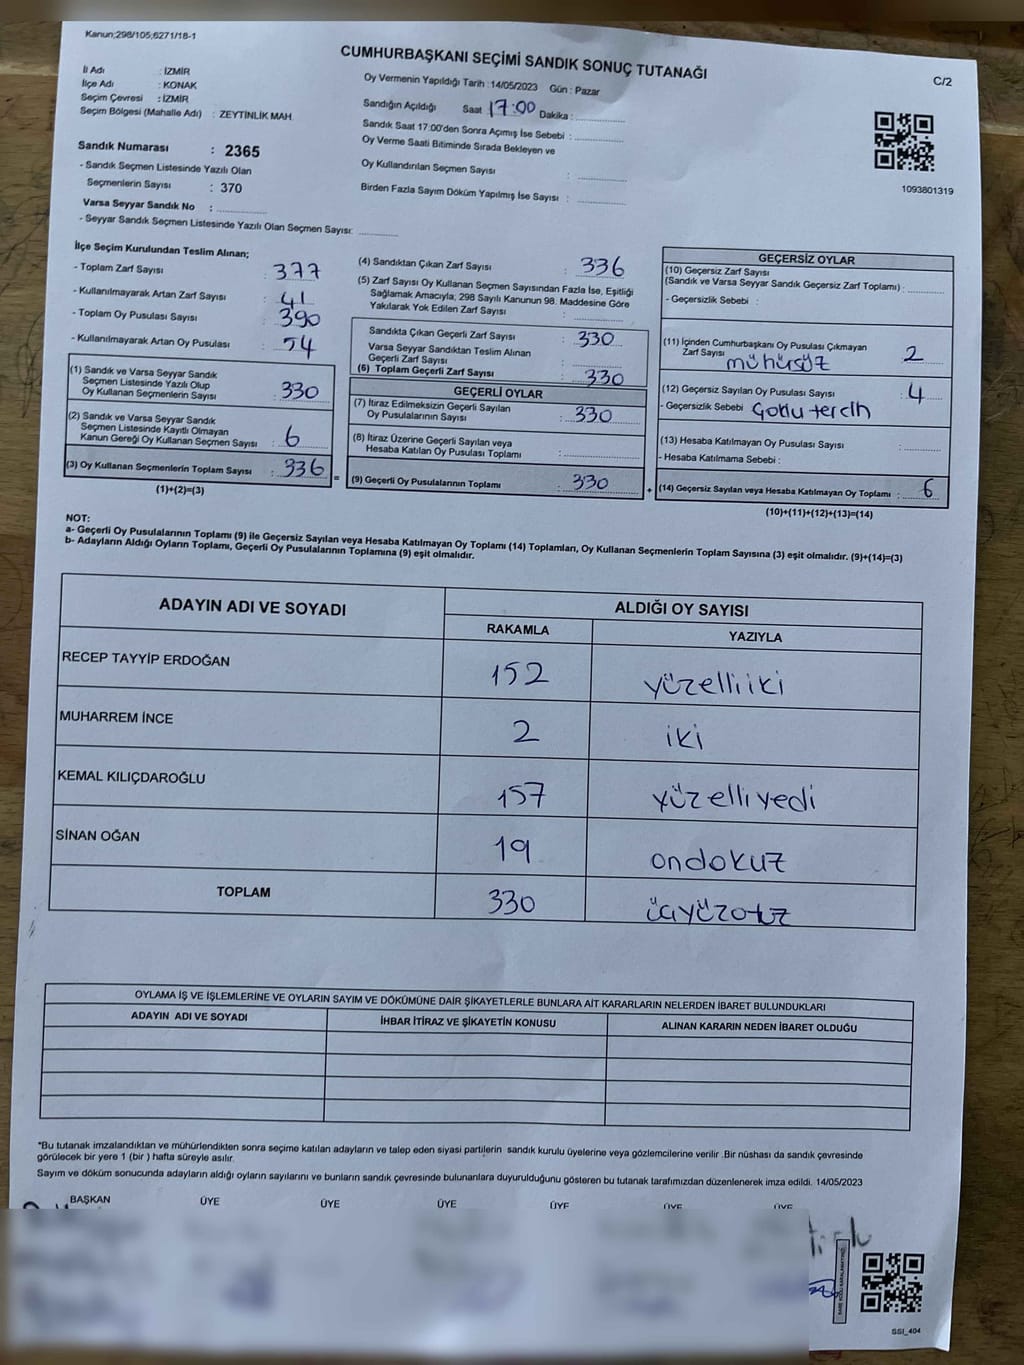 Kanun;298/105;6271/18-1
CUMHURBAŞKANI SEÇİMİ SANDIK SONUÇ TUTANAĞI
C/2
İl Adı : İZMİR
İlçe Adı : KONAK
Seçim Çevresi : İZMİR
Seçim Bölgesi (Mahalle Adı) : ZEYTİNLİK MAH.
Oy Vermenin Yapıldığı Tarih :14/05/2023 Gün : Pazar
Sandığın Açıldığı Saat 17:00 Dakika :
Sandık Saat 17:00'den Sonra Açımış İse Sebebi :
Oy Verme Saati Bitiminde Sırada Bekleyen ve
Oy Kullandırılan Seçmen Sayısı :
Birden Fazla Sayım Döküm Yapılmış İse Sayısı :
1093801319
Sandık Numarası : 2365
- Sandık Seçmen Listesinde Yazılı Olan
Seçmenlerin Sayısı : 370
Varsa Seyyar Sandık No :
- Seyyar Sandık Seçmen Listesinde Yazılı Olan Seçmen Sayısı:
İlçe Seçim Kurulundan Teslim Alınan;
- Toplam Zarf Sayısı : 377
- Kullanılmayarak Artan Zarf Sayısı : 41
- Toplam Oy Pusulası Sayısı : 390
- Kullanılmayarak Artan Oy Pusulası : 54
(1) Sandık ve Varsa Seyyar Sandık
Seçmen Listesinde Yazılı Olup
Oy Kullanan Seçmenlerin Sayısı : 330
(2) Sandık ve Varsa Seyyar Sandık
Seçmen Listesinde Kayıtlı Olmayan
Kanun Gereği Oy Kullanan Seçmen Sayısı : 6
(3) Oy Kullanan Seçmenlerin Toplam Sayısı : 336
(1)+(2)=(3)
=
(4) Sandıktan Çıkan Zarf Sayısı : 336
(5) Zarf Sayısı Oy Kullanan Seçmen Sayısından Fazla İse, Eşitliği
Sağlamak Amacıyla; 298 Sayılı Kanunun 98. Maddesine Göre
Yakılarak Yok Edilen Zarf Sayısı :
Sandıkta Çıkan Geçerli Zarf Sayısı : 330
Varsa Seyyar Sandıktan Teslim Alınan
Geçerli Zarf Sayısı :
(6) Toplam Geçerli Zarf Sayısı : 330
GEÇERLİ OYLAR
(7) İtiraz Edilmeksizin Geçerli Sayılan
Oy Pusulalarının Sayısı : 330
(8) İtiraz Üzerine Geçerli Sayılan veya
Hesaba Katılan Oy Pusulası Toplamı :
(9) Geçerli Oy Pusulalarının Toplamı : 330
+
GEÇERSİZ OYLAR
(10) Geçersiz Zarf Sayısı
(Sandık ve Varsa Seyyar Sandık Geçersiz Zarf Toplamı) :
- Geçersizlik Sebebi :
(11) İçinden Cumhurbaşkanı Oy Pusulası Çıkmayan
Zarf Sayısı mühürsüz 2
(12) Geçersiz Sayılan Oy Pusulası Sayısı : 4
- Geçersizlik Sebebi Çoklu tercih
(13) Hesaba Katılmayan Oy Pusulası Sayısı :
- Hesaba Katılmama Sebebi :
(14) Geçersiz Sayılan veya Hesaba Katılmayan Oy Toplamı : 6
(10)+(11)+(12)+(13)=(14)
NOT:
a- Geçerli Oy Pusulalarının Toplamı (9) ile Geçersiz Sayılan veya Hesaba Katılmayan Oy Toplamı (14) Toplamları, Oy Kullanan Seçmenlerin Toplam Sayısına (3) eşit olmalıdır. (9)+(14)=(3)
b- Adayların Aldığı Oyların Toplamı, Geçerli Oy Pusulalarının Toplamına (9) eşit olmalıdır.
ADAYIN ADI VE SOYADI ALDIĞI OY SAYISI
RAKAMLA YAZIYLA
RECEP TAYYİP ERDOĞAN 152 yüzelliiki
MUHARREM İNCE 2 iki
KEMAL KILIÇDAROĞLU 157 yüzelliyedi
SİNAN OĞAN 19 ondokuz
TOPLAM 330 üçyüzotuz
OYLAMA İŞ VE İŞLEMLERİNE VE OYLARIN SAYIM VE DÖKÜMÜNE DAİR ŞİKAYETLERLE BUNLARA AİT KARARLARIN NELERDEN İBARET BULUNDUKLARI
ADAYIN ADI VE SOYADI İHBAR İTİRAZ VE ŞİKAYETİN KONUSU ALINAN KARARIN NEDEN İBARET OLDUĞU
*Bu tutanak imzalandıktan ve mühürlendikten sonra seçime katılan adayların ve talep eden siyasi partilerin sandık kurulu üyelerine veya gözlemcilerine verilir .Bir nüshası da sandık çevresinde
görülecek bir yere 1 (bir ) hafta süreyle asılır.
Sayım ve döküm sonucunda adayların aldığı oyların sayılarını ve bunların sandık çevresinde bulunanlara duyurulduğunu gösteren bu tutanak tarafımızdan düzenlenerek imza edildi. 14/05/2023
BAŞKAN ÜYE ÜYE ÜYE ÜYE ÜYE ÜYE
SSI_404